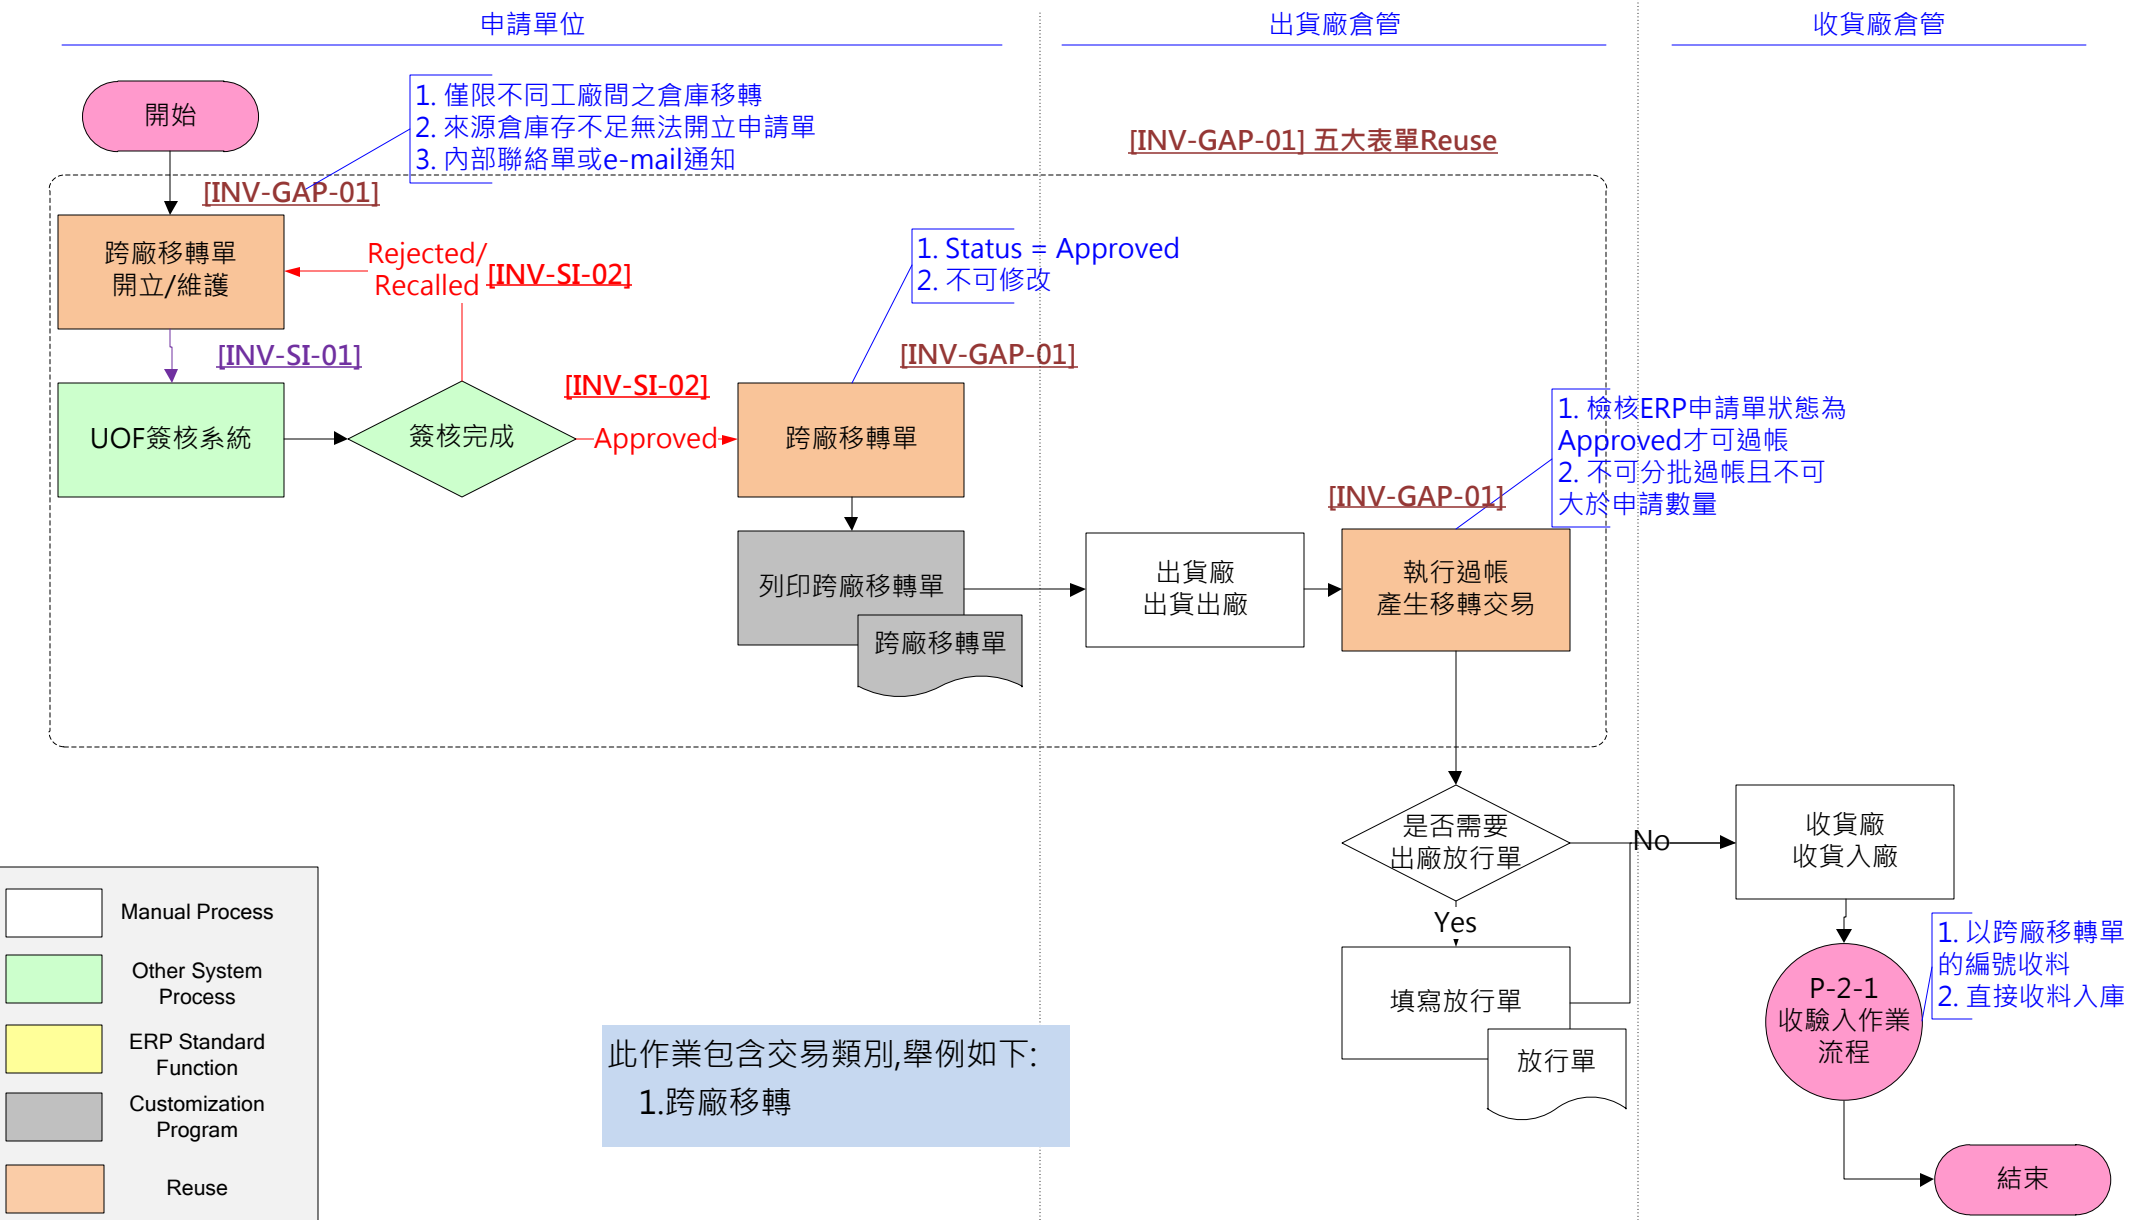 申請單位
出貨廠倉管
收貨廠倉管
開始
1. 僅限不同工廠間之倉庫移轉
2. 來源倉庫存不足無法開立申請單
3. 內部聯絡單或e-mail通知
[INV-GAP-01] 五大表單Reuse
[INV-GAP-01]
跨廠移轉單
開立/維護
Rejected/
Recalled
[INV-SI-02]
1. Status = Approved
2. 不可修改
[INV-SI-01]
[INV-GAP-01]
[INV-SI-02]
UOF簽核系統
簽核完成
Approved
跨廠移轉單
1. 檢核ERP申請單狀態為
Approved才可過帳
2. 不可分批過帳且不可
大於申請數量
[INV-GAP-01]
列印跨廠移轉單
跨廠移轉單
出貨廠
出貨出廠
執行過帳
產生移轉交易
是否需要
出廠放行單
No
收貨廠
收貨入廠
Yes
填寫放行單
放行單
1. 以跨廠移轉單
的編號收料
2. 直接收料入庫
P-2-1
收驗入作業
流程
結束
Manual Process
Other System
Process
ERP Standard
Function
Customization
Program
Reuse
此作業包含交易類別,舉例如下:
1.跨廠移轉